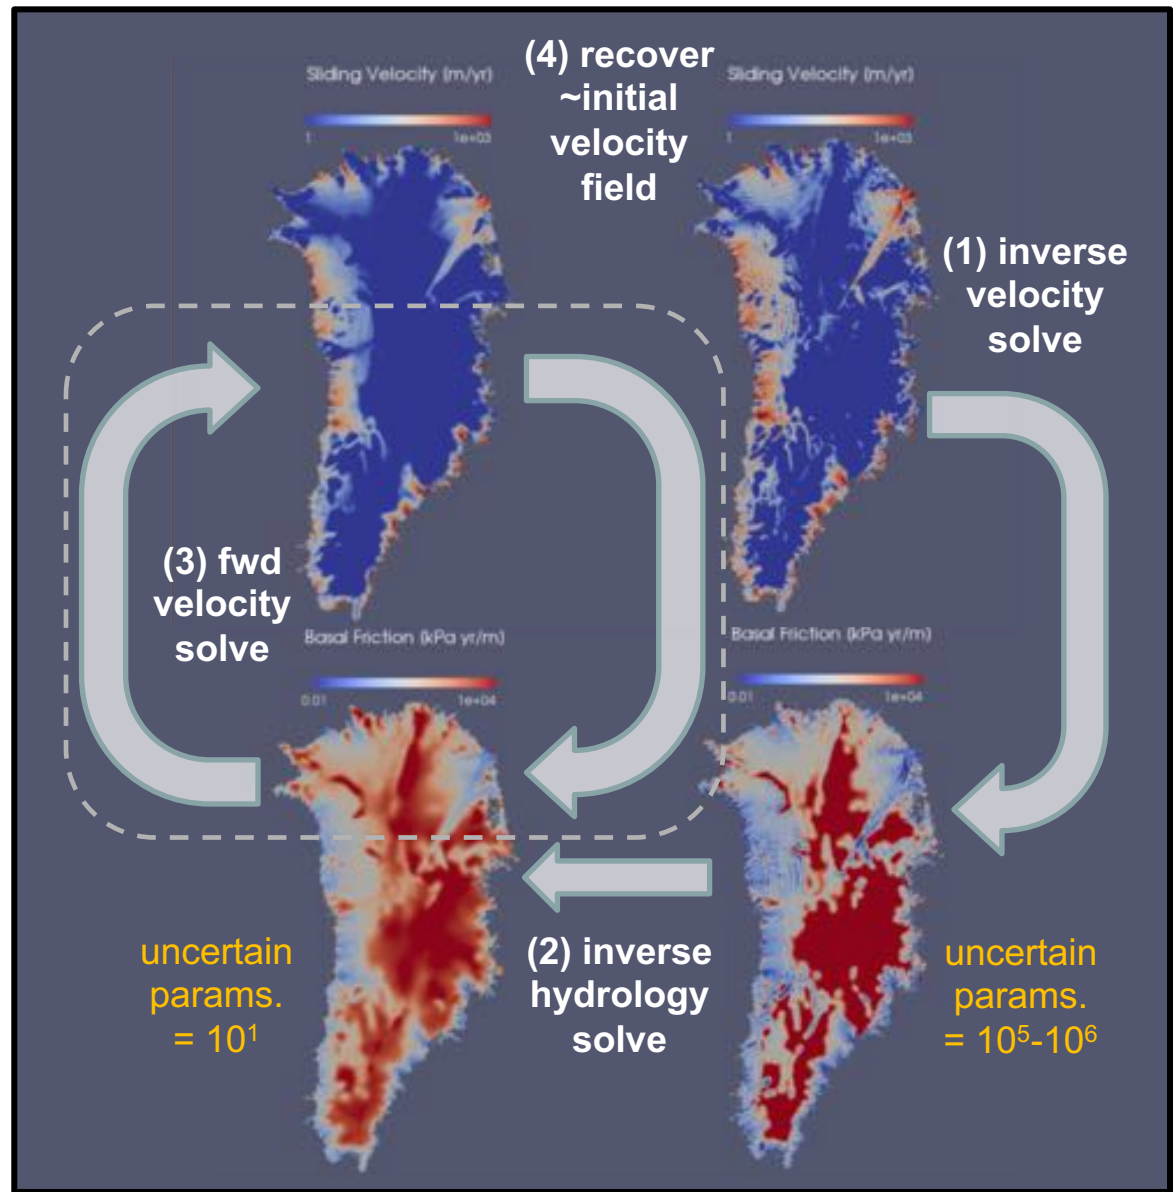 (4) recover
~initial
velocity
field
Sliding Velocity (m/yr)
1
1e+03
Sliding Velocity (m/yr)
1
1e+03
(1) inverse
velocity
solve
(3) fwd
velocity
solve
Basal Friction (kPa yr/m)
0.01
1e+04
Basal Friction (kPa yr/m)
0.01
1e+04
uncertain
params.
= 10¹
(2) inverse
hydrology
solve
uncertain
params.
= 10⁵-10⁶